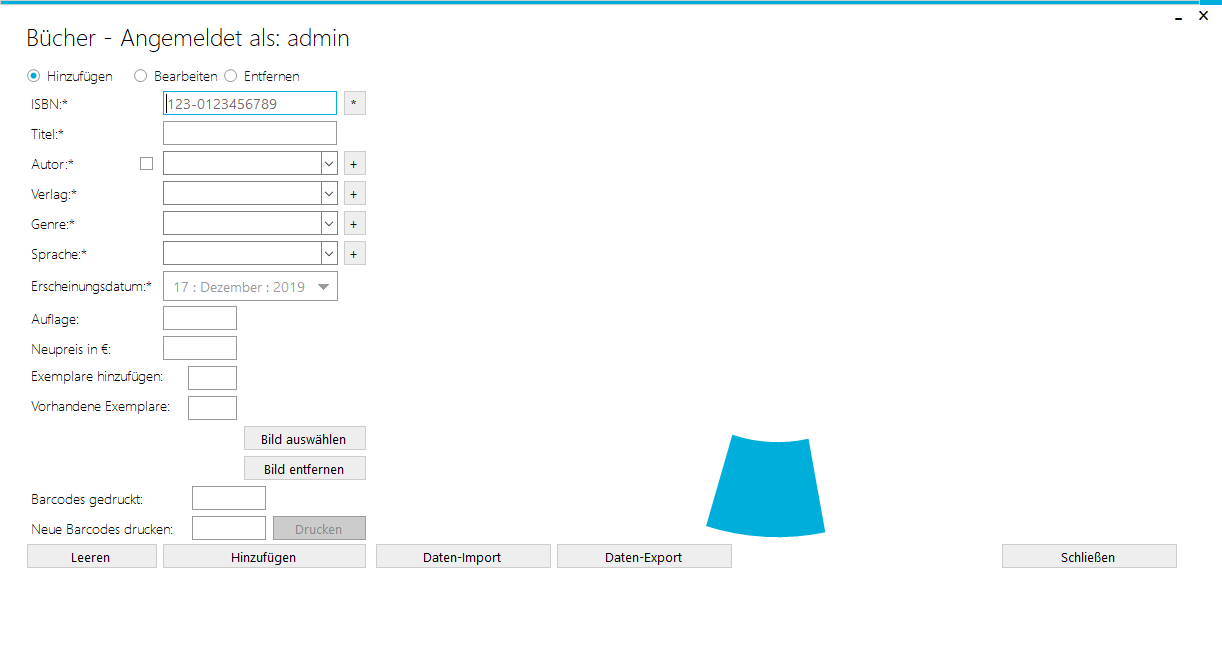 Bücher - Angemeldet als: admin
Hinzufügen Bearbeiten Entfernen
ISBN:* 123-0123456789 *
Titel:*
Autor:* +
Verlag:* +
Genre:* +
Sprache:* +
Erscheinungsdatum:* 17 : Dezember : 2019
Auflage:
Neupreis in €:
Exemplare hinzufügen:
Vorhandene Exemplare:
Bild auswählen
Bild entfernen
Barcodes gedruckt:
Neue Barcodes drucken: Drucken
Leeren Hinzufügen Daten-Import Daten-Export Schließen